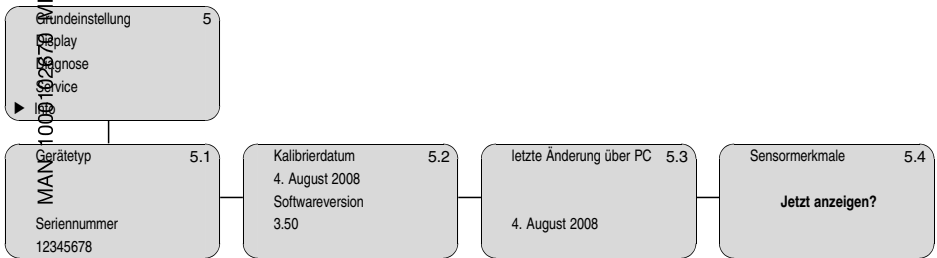 Grundeinstellung 5
Display
Diagnose
Service
▶ Info
Gerätetyp 5.1
Seriennummer
12345678
Kalibrierdatum 5.2
4. August 2008
Softwareversion
3.50
letzte Änderung über PC 5.3
4. August 2008
Sensormerkmale 5.4
Jetzt anzeigen?